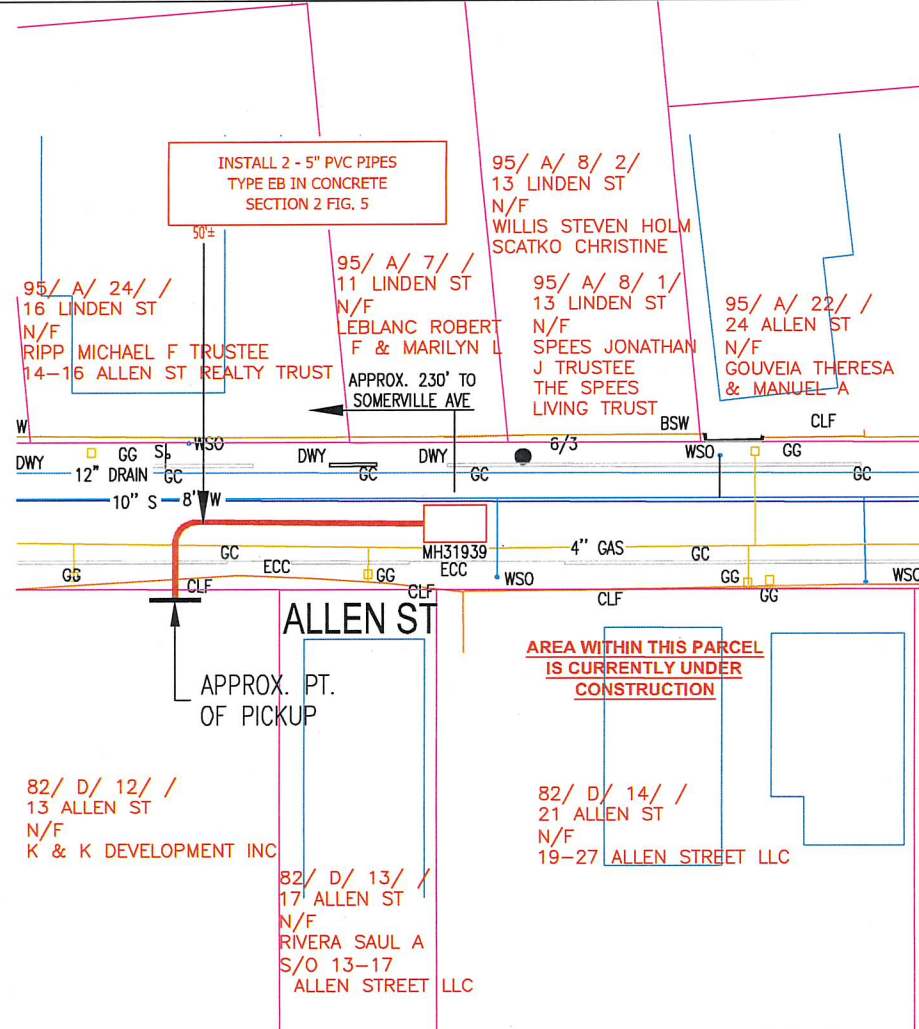 INSTALL 2 - 5" PVC PIPES
TYPE EB IN CONCRETE
SECTION 2 FIG. 5
50'±
95/ A/ 8/ 2/
13 LINDEN ST
N/F
WILLIS STEVEN HOLM
SCATKO CHRISTINE
95/ A/ 24/ /
16 LINDEN ST
N/F
RIPP MICHAEL F TRUSTEE
14-16 ALLEN ST REALTY TRUST
95/ A/ 7/ /
11 LINDEN ST
N/F
LEBLANC ROBERT
F & MARILYN L
95/ A/ 8/ 1/
13 LINDEN ST
N/F
SPEES JONATHAN
J TRUSTEE
THE SPEES
LIVING TRUST
95/ A/ 22/ /
24 ALLEN ST
N/F
GOUVEIA THERESA
& MANUEL A
APPROX. 230' TO
SOMERVILLE AVE
BSW
CLF
W
WSO
6/3
DWY
GG
S
DWY
DWY
WSO
GG
12" DRAIN
GC
GC
GC
GC
10" S
8" W
GC
MH31939
4" GAS
GC
GG
ECC
GG
ECC
WSO
GG
WSO
CLF
CLF
CLF
GG
ALLEN ST
AREA WITHIN THIS PARCEL
IS CURRENTLY UNDER
CONSTRUCTION
APPROX. PT.
OF PICKUP
82/ D/ 12/ /
13 ALLEN ST
N/F
K & K DEVELOPMENT INC
82/ D/ 14/ /
21 ALLEN ST
N/F
19-27 ALLEN STREET LLC
82/ D/ 13/ /
17 ALLEN ST
N/F
RIVERA SAUL A
S/O 13-17
ALLEN STREET LLC